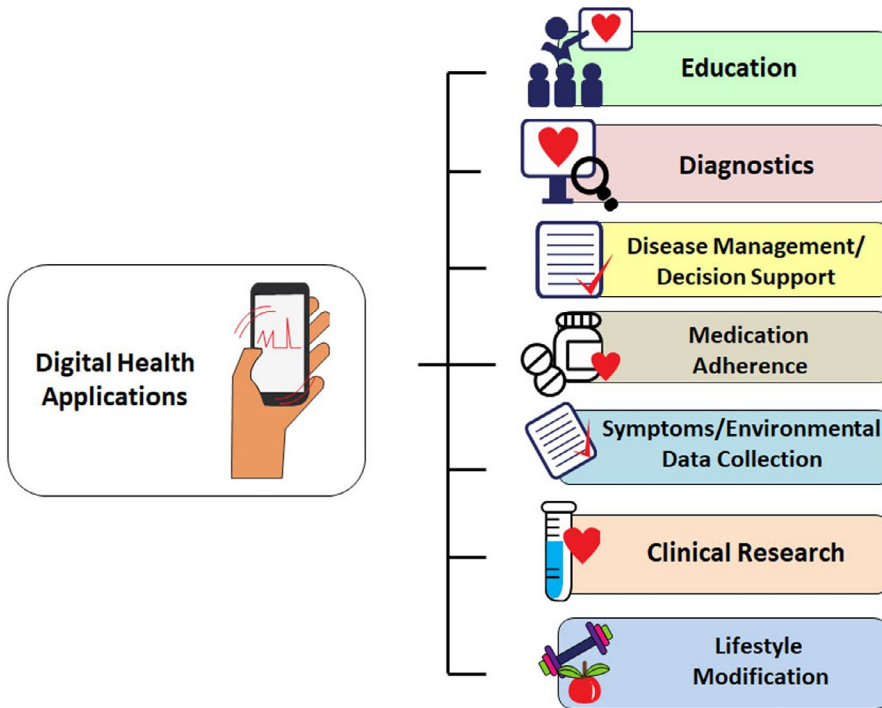 Digital Health
Applications
Education
Diagnostics
Disease Management/
Decision Support
Medication
Adherence
Symptoms/Environmental
Data Collection
Clinical Research
Lifestyle
Modification